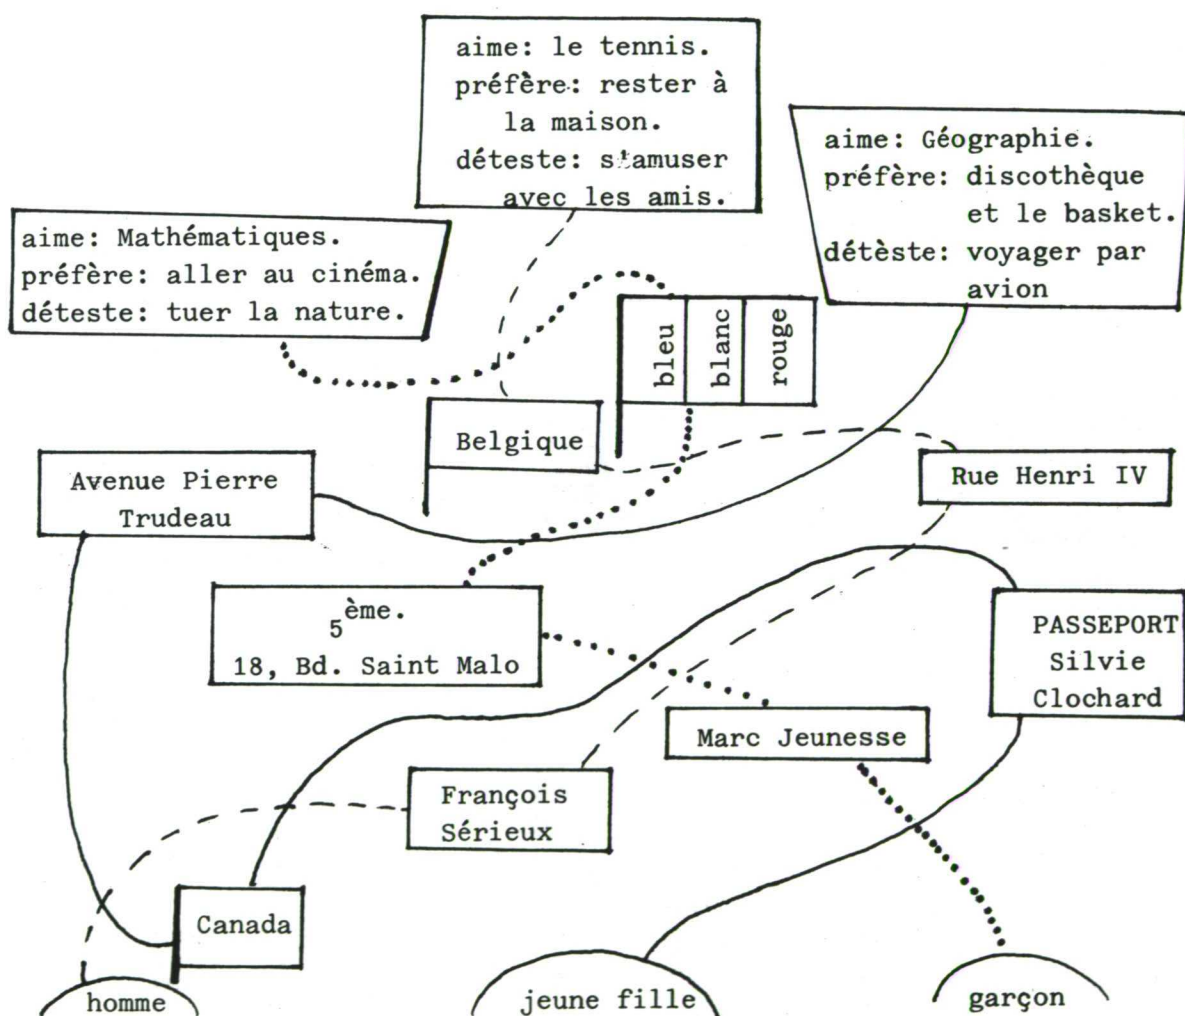 aime: le tennis.
préfère: rester à
la maison.
déteste: s'amuser
avec les amis.
aime: Géographie.
préfère: discothèque
et le basket.
détèste: voyager par
avion
aime: Mathématiques.
préfère: aller au cinéma.
déteste: tuer la nature.
bleu
blanc
rouge
Belgique
Avenue Pierre
Trudeau
Rue Henri IV
5ème.
18, Bd. Saint Malo
PASSEPORT
Silvie
Clochard
Marc Jeunesse
François
Sérieux
Canada
homme
jeune fille
garçon